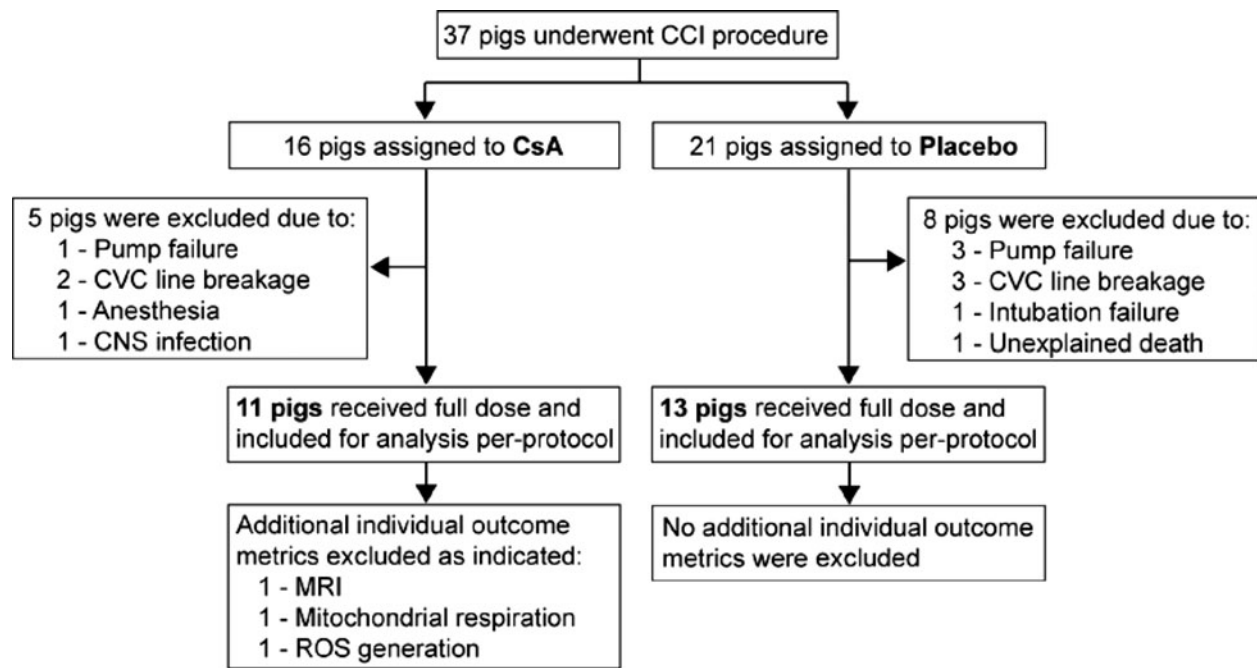 37 pigs underwent CCI procedure
16 pigs assigned to CsA
21 pigs assigned to Placebo
5 pigs were excluded due to:
1 - Pump failure
2 - CVC line breakage
1 - Anesthesia
1 - CNS infection
8 pigs were excluded due to:
3 - Pump failure
3 - CVC line breakage
1 - Intubation failure
1 - Unexplained death
11 pigs received full dose and
included for analysis per-protocol
13 pigs received full dose and
included for analysis per-protocol
Additional individual outcome
metrics excluded as indicated:
1 - MRI
1 - Mitochondrial respiration
1 - ROS generation
No additional individual outcome
metrics were excluded